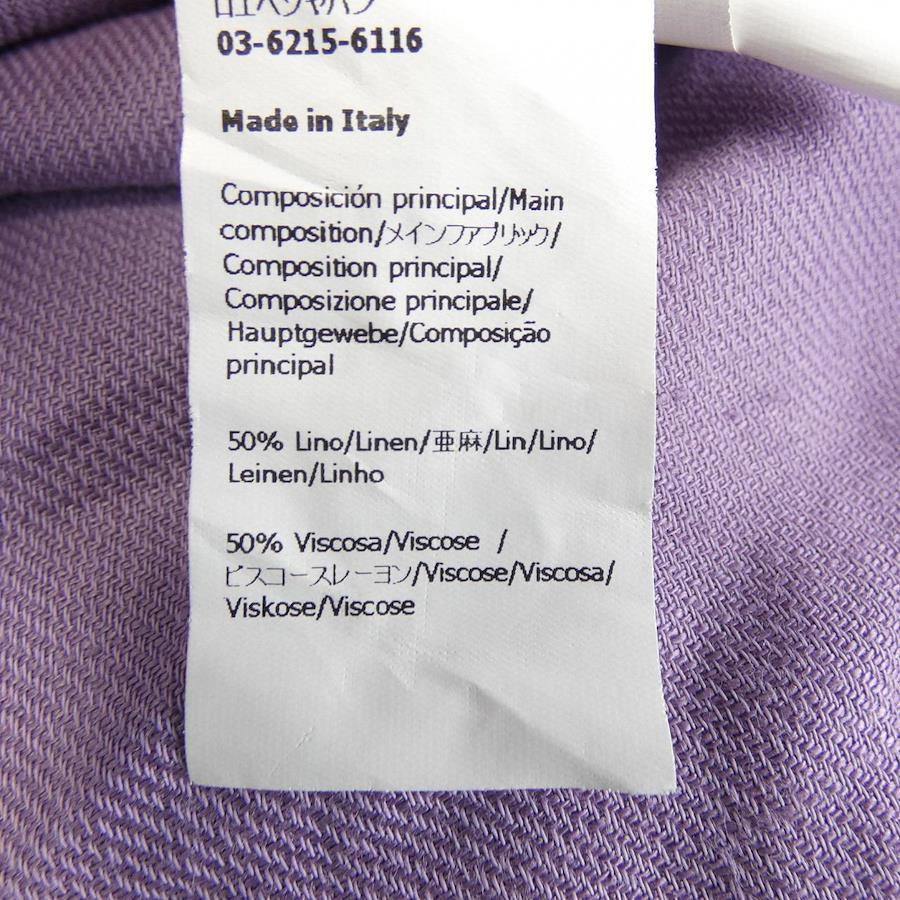 03-6215-6116
Made in Italy
Composición principal/Main
composition/メインファブリック/
Composition principal/
Composizione principale/
Hauptgewebe/Composição
principal
50% Lino/Linen/亜麻/Lin/Lino/
Leinen/Linho
50% Viscosa/Viscose /
ビスコースレーヨン/Viscose/Viscosa/
Viskose/Viscose